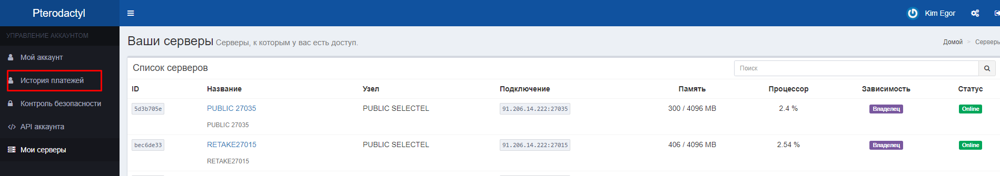 Pterodactyl
Kim Egor
УПРАВЛЕНИЕ АККАУНТОМ
Мой аккаунт
История платежей
Контроль безопасности
</> API аккаунта
Мои серверы
Ваши серверы Серверы, к которым у вас есть доступ.
Домой > Серверы
Список серверов
Поиск
ID Название Узел Подключение Память Процессор Зависимость Статус
5d3b705e PUBLIC 27035 PUBLIC SELECTEL 91.206.14.222:27035 300 / 4096 MB 2.4 % Владелец Online
PUBLIC 27035
bec6de33 RETAKE27015 PUBLIC SELECTEL 91.206.14.222:27015 406 / 4096 MB 2.54 % Владелец Online
RETAKE27015